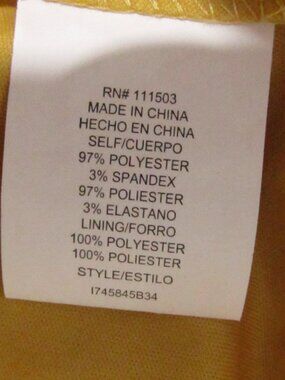 RN# 111503
MADE IN CHINA
HECHO EN CHINA
SELF/CUERPO
97% POLYESTER
3% SPANDEX
97% POLIESTER
3% ELASTANO
LINING/FORRO
100% POLYESTER
100% POLIESTER
STYLE/ESTILO
I745845B34